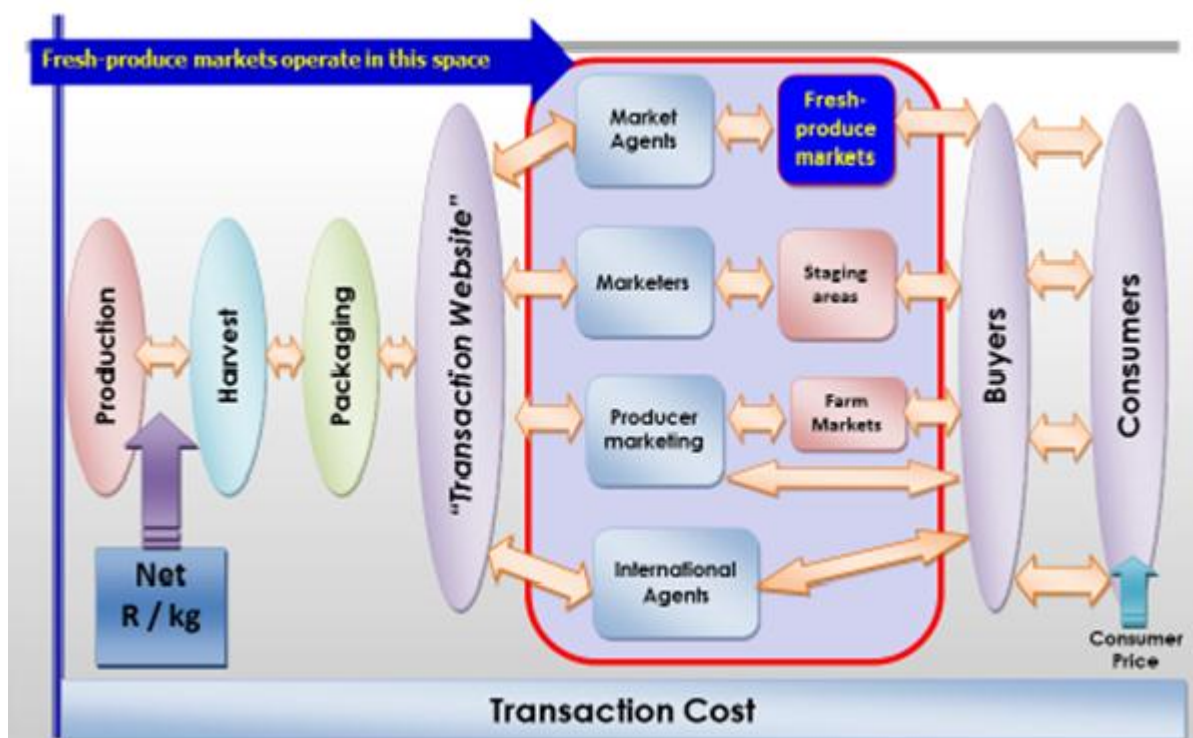 Fresh-produce markets operate in this space
Production
Harvest
Packaging
"Transaction Website"
Market
Agents
Fresh-
produce
markets
Marketers
Staging
areas
Producer
marketing
Farm
Markets
International
Agents
Buyers
Consumers
Net
R / kg
Consumer
Price
Transaction Cost